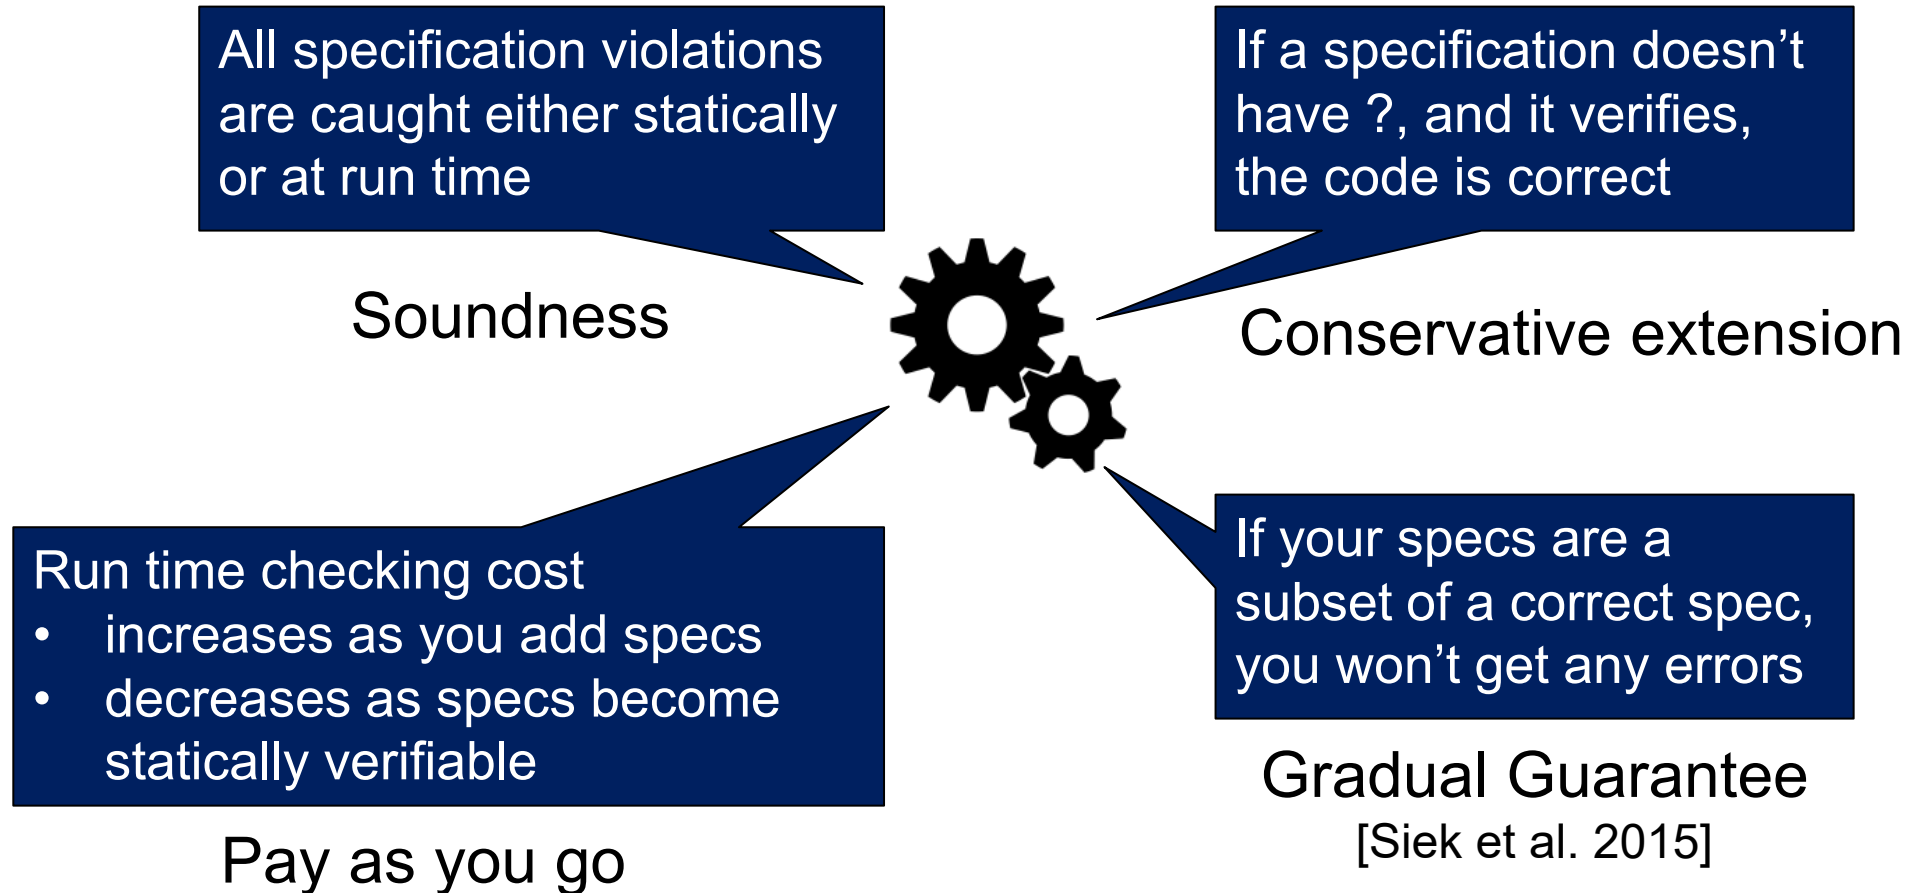 All specification violations
are caught either statically
or at run time
Soundness
If a specification doesn’t
have ?, and it verifies,
the code is correct
Conservative extension
Run time checking cost
• increases as you add specs
• decreases as specs become
statically verifiable
Pay as you go
If your specs are a
subset of a correct spec,
you won’t get any errors
Gradual Guarantee
[Siek et al. 2015]